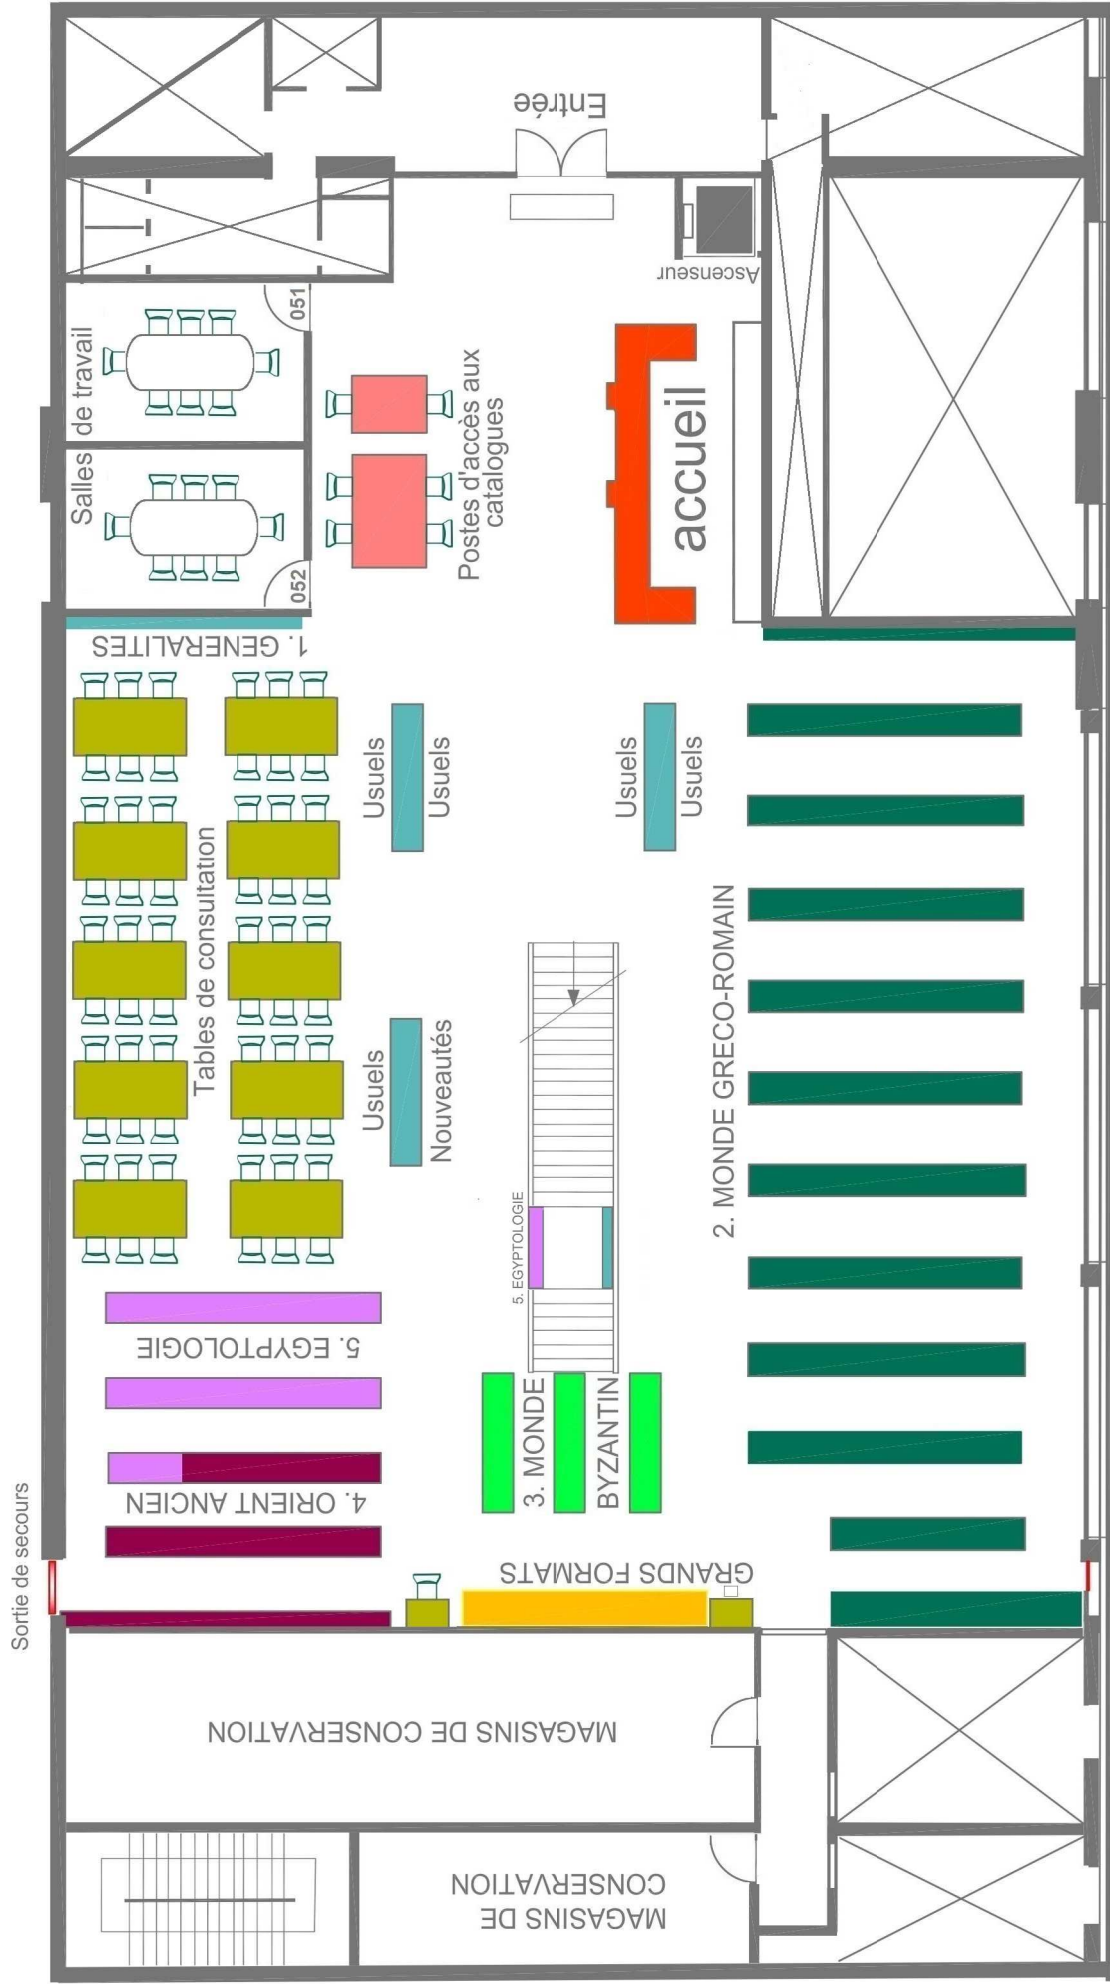 Entrée
Ascenseur
051
Salles de travail
052
Postes d'accès aux
catalogues
accueil
1. GENERALITES
Usuels
Usuels
Usuels
Usuels
Tables de consultation
Usuels
Nouveautés
2. MONDE GRECO-ROMAIN
5. EGYPTOLOGIE
5. EGYPTOLOGIE
3. MONDE
BYZANTIN
4. ORIENT ANCIEN
Sortie de secours
GRANDS FORMATS
MAGASINS DE CONSERVATION
MAGASINS DE
CONSERVATION